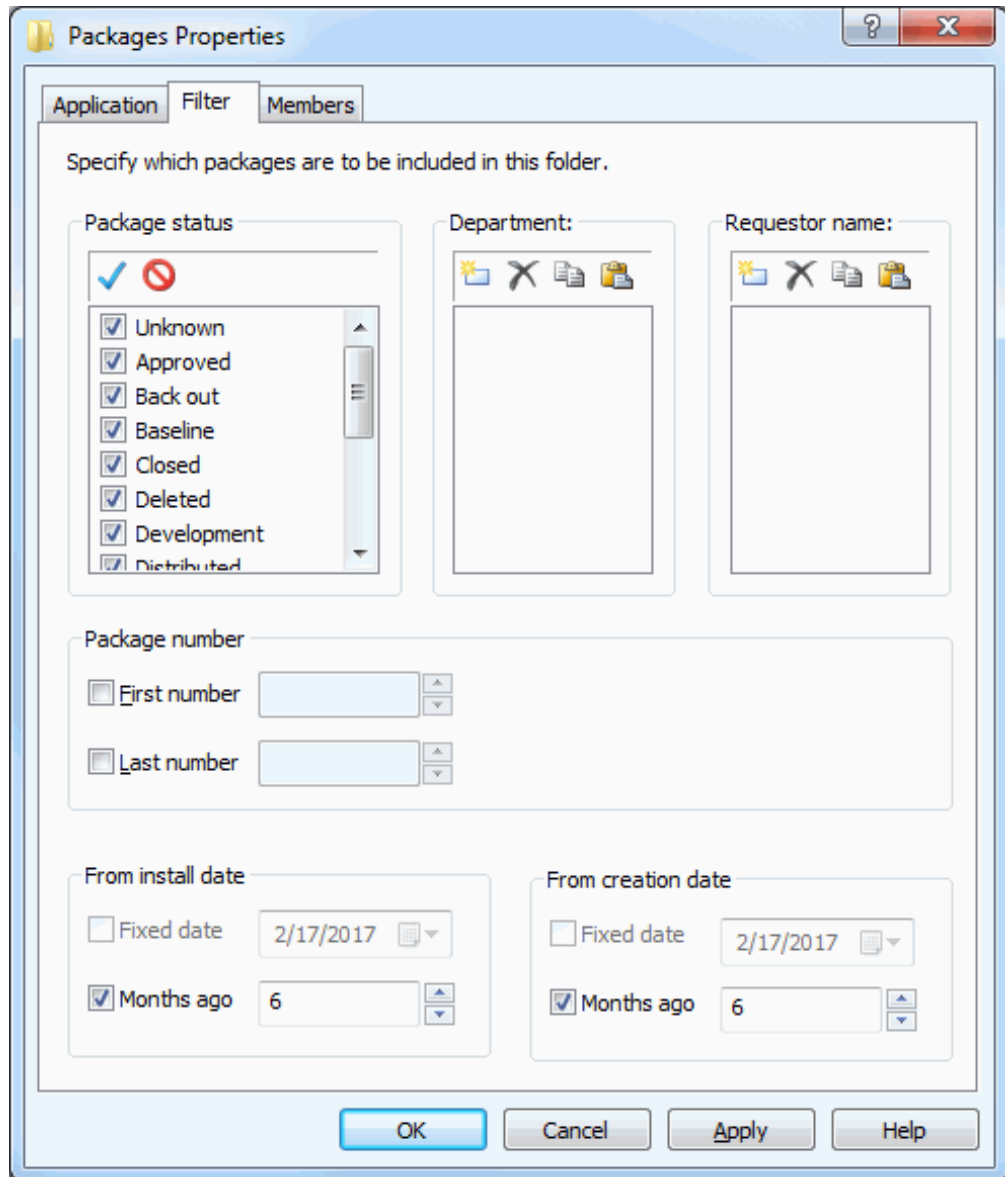 Packages Properties
?
Application Filter Members
Specify which packages are to be included in this folder.
Package status
Department:
Requestor name:
Unknown
Approved
Back out
Baseline
Closed
Deleted
Development
Distributed
Package number
First number
Last number
From install date
Fixed date 2/17/2017
Months ago 6
From creation date
Fixed date 2/17/2017
Months ago 6
OK Cancel Apply Help